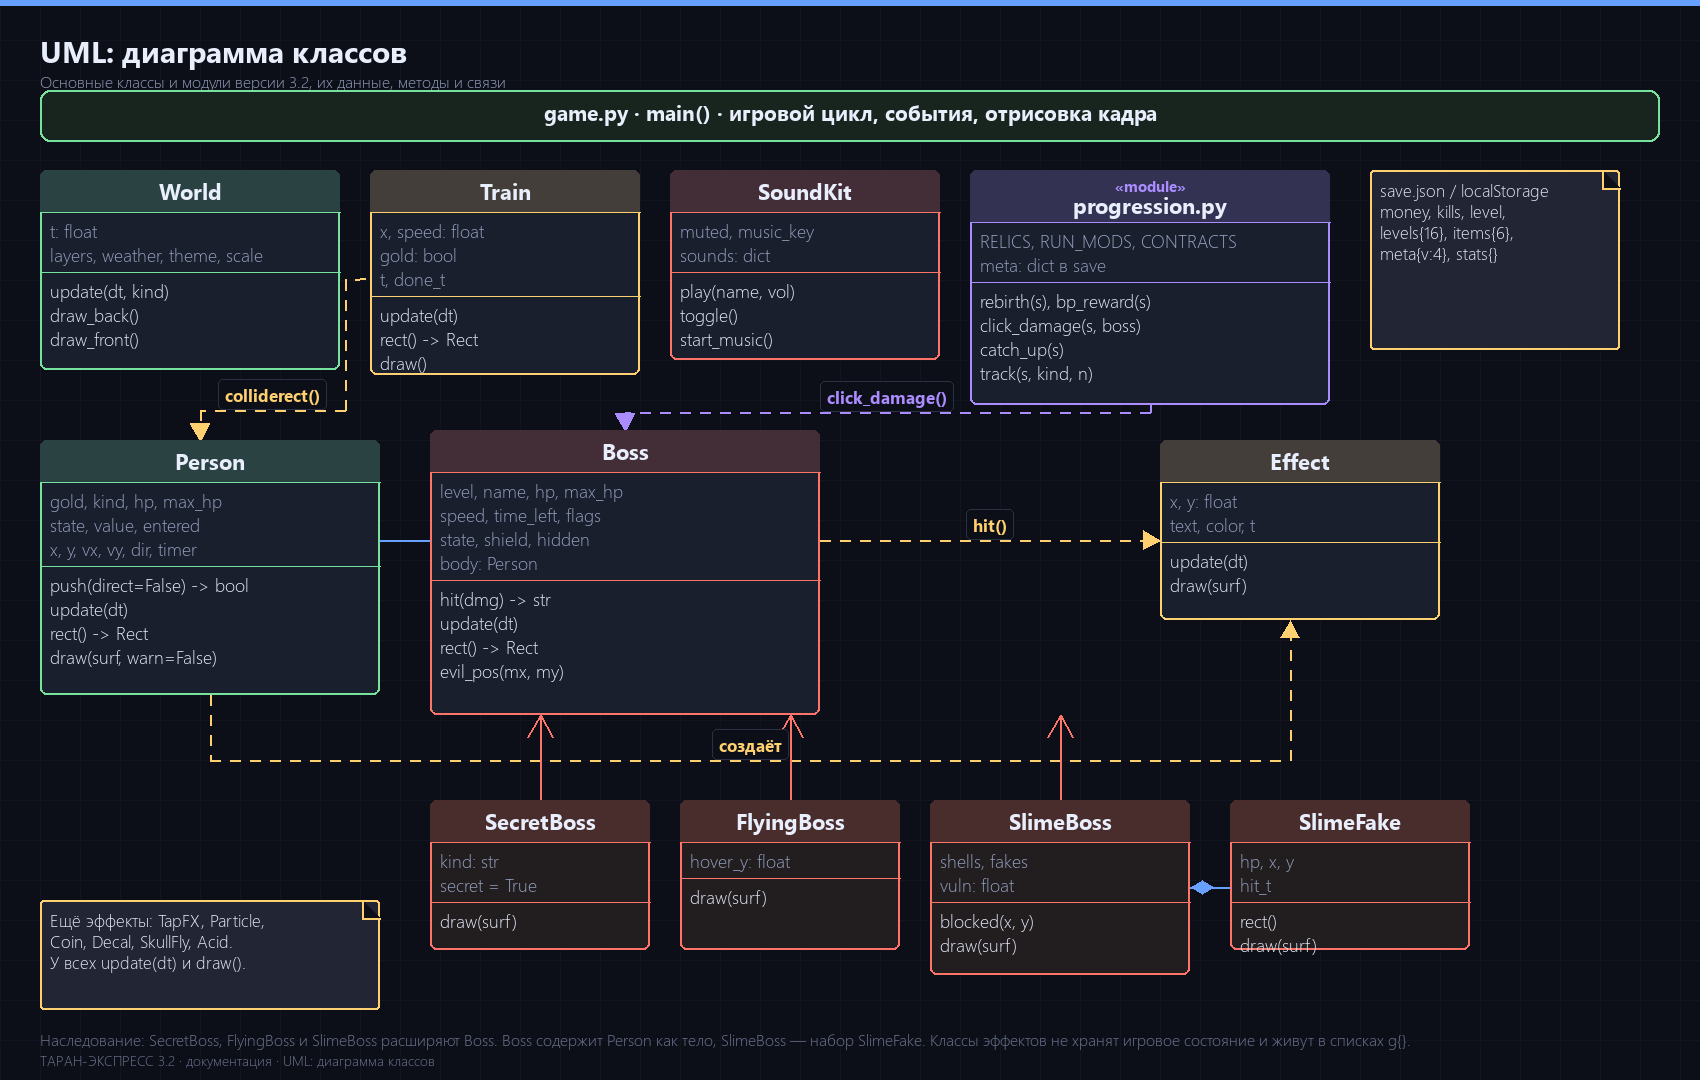 UML: диаграмма классов
Основные классы и модули версии 3.2, их данные, методы и связи
game.py · main() · игровой цикл, события, отрисовка кадра
World
t: float
layers, weather, theme, scale
update(dt, kind)
draw_back()
draw_front()
Train
x, speed: float
gold: bool
t, done_t
update(dt)
rect() -> Rect
draw()
SoundKit
muted, music_key
sounds: dict
play(name, vol)
toggle()
start_music()
«module»
progression.py
RELICS, RUN_MODS, CONTRACTS
meta: dict в save
rebirth(s), bp_reward(s)
click_damage(s, boss)
catch_up(s)
track(s, kind, n)
save.json / localStorage
money, kills, level,
levels{16}, items{6},
meta{v:4}, stats{}
colliderect()
click_damage()
Person
gold, kind, hp, max_hp
state, value, entered
x, y, vx, vy, dir, timer
push(direct=False) -> bool
update(dt)
rect() -> Rect
draw(surf, warn=False)
Boss
level, name, hp, max_hp
speed, time_left, flags
state, shield, hidden
body: Person
hit(dmg) -> str
update(dt)
rect() -> Rect
evil_pos(mx, my)
hit()
Effect
x, y: float
text, color, t
update(dt)
draw(surf)
создаёт
SecretBoss
kind: str
secret = True
draw(surf)
FlyingBoss
hover_y: float
draw(surf)
SlimeBoss
shells, fakes
vuln: float
blocked(x, y)
draw(surf)
SlimeFake
hp, x, y
hit_t
rect()
draw(surf)
Ещё эффекты: TapFX, Particle,
Coin, Decal, SkullFly, Acid.
У всех update(dt) и draw().
Наследование: SecretBoss, FlyingBoss и SlimeBoss расширяют Boss. Boss содержит Person как тело, SlimeBoss — набор SlimeFake. Классы эффектов не хранят игровое состояние и живут в списках g{}.
ТАРАН-ЭКСПРЕСС 3.2 · документация · UML: диаграмма классов